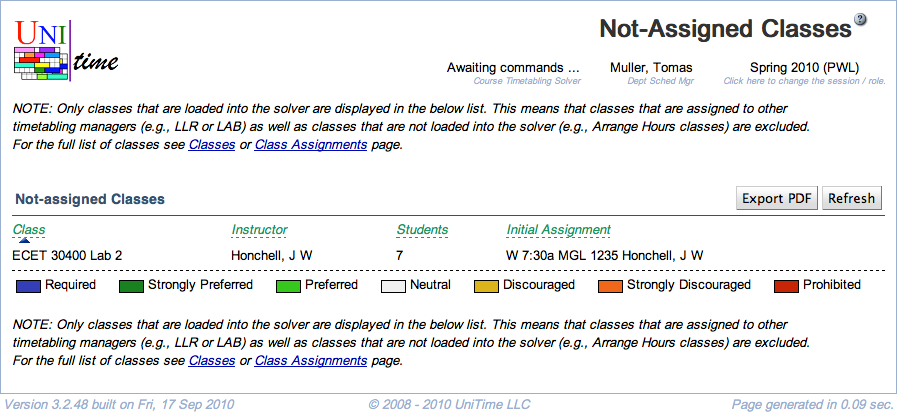 UNI
time
Not-Assigned Classes ?
Awaiting commands ... Muller, Tomas Spring 2010 (PWL)
Course Timetabling Solver Dept Sched Mgr Click here to change the session / role.
NOTE: Only classes that are loaded into the solver are displayed in the below list. This means that classes that are assigned to other
timetabling managers (e.g., LLR or LAB) as well as classes that are not loaded into the solver (e.g., Arrange Hours classes) are excluded.
For the full list of classes see Classes or Class Assignments page.
Not-assigned Classes Export PDF Refresh
Class Instructor Students Initial Assignment
ECET 30400 Lab 2 Honchell, J W 7 W 7:30a MGL 1235 Honchell, J W
Required Strongly Preferred Preferred Neutral Discouraged Strongly Discouraged Prohibited
NOTE: Only classes that are loaded into the solver are displayed in the below list. This means that classes that are assigned to other
timetabling managers (e.g., LLR or LAB) as well as classes that are not loaded into the solver (e.g., Arrange Hours classes) are excluded.
For the full list of classes see Classes or Class Assignments page.
Version 3.2.48 built on Fri, 17 Sep 2010 © 2008 - 2010 UniTime LLC Page generated in 0.09 sec.